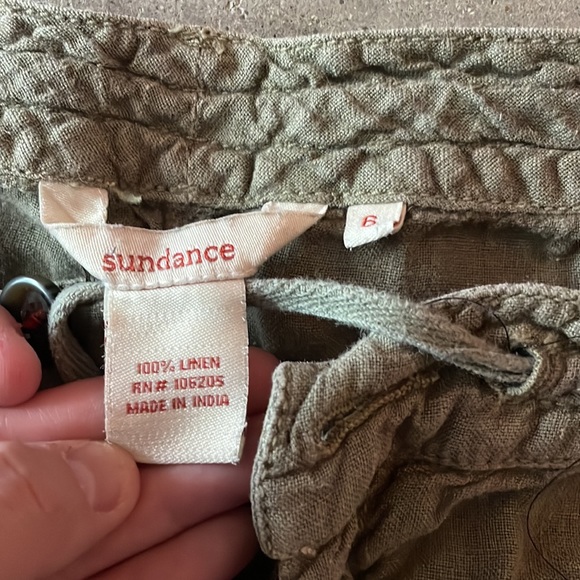 sundance
6
100% LINEN
RN# 106205
MADE IN INDIA